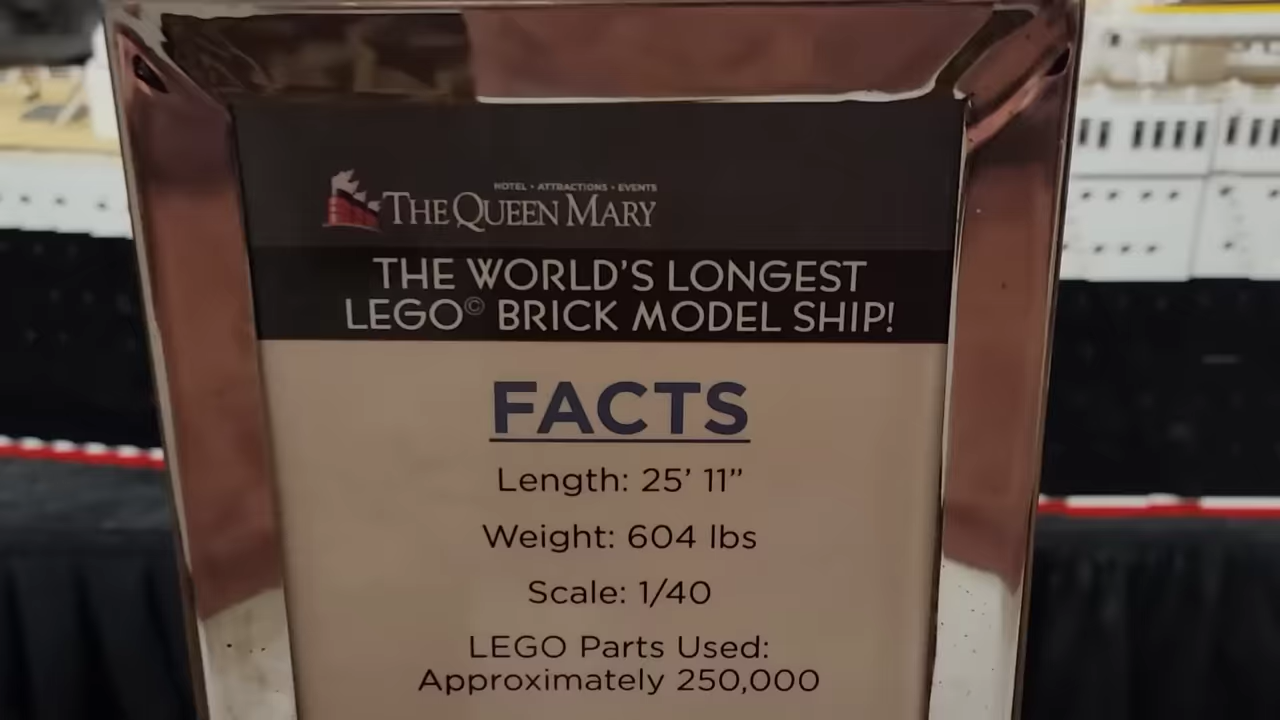 HOTEL • ATTRACTIONS • EVENTS
THE QUEEN MARY
THE WORLD'S LONGEST
LEGO© BRICK MODEL SHIP!
FACTS
Length: 25' 11"
Weight: 604 lbs
Scale: 1/40
LEGO Parts Used:
Approximately 250,000